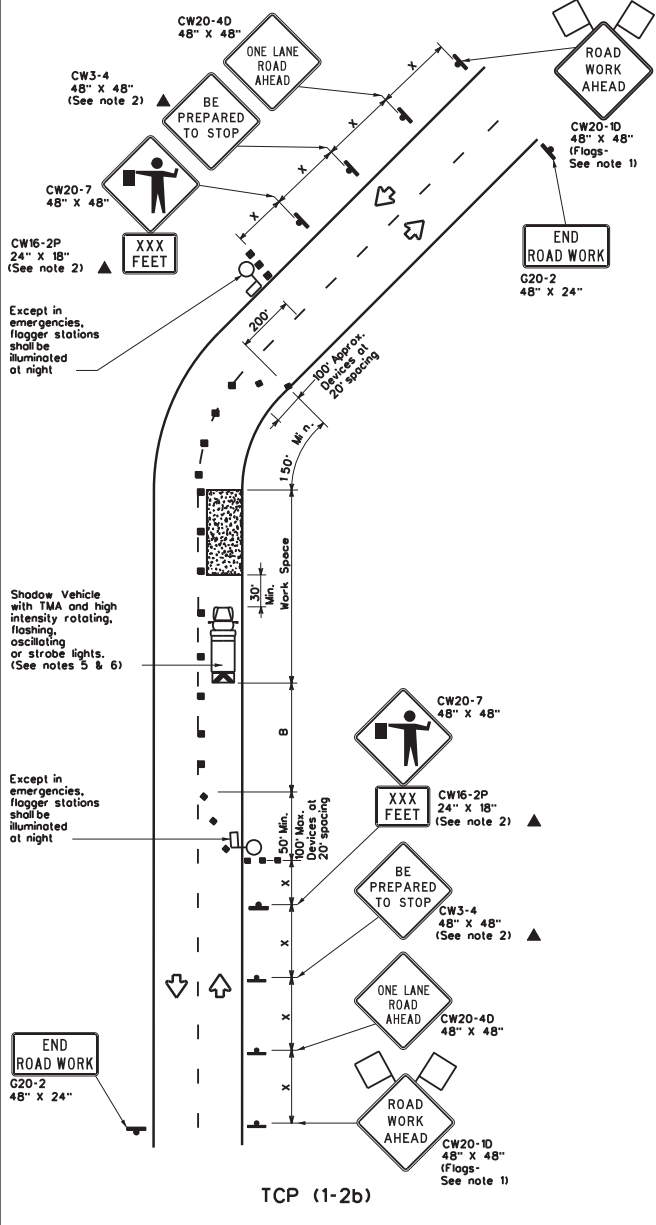 CW20-4D
48" X 48"
ONE LANE
ROAD
AHEAD
CW3-4
48" X 48"
(See note 2) ▲
BE
PREPARED
TO STOP
CW20-7
48" X 48"
CW16-2P
24" X 18"
(See note 2) ▲
XXX
FEET
X
X
X
X
ROAD
WORK
AHEAD
CW20-1D
48" X 48"
(Flags-
See note 1)
END
ROAD WORK
G20-2
48" X 24"
Except in
emergencies,
flagger stations
shall be
illuminated
at night
200'
100' Approx.
Devices at
20' spacing
150' Min.
Work Space
30'
Min.
Shadow Vehicle
with TMA and high
intensity rotating,
flashing,
oscillating
or strobe lights.
(See notes 5 & 6)
B
Except in
emergencies,
flagger stations
shall be
illuminated
at night
50' Min.
100' Max.
Devices at
20' spacing
X
X
X
X
CW20-7
48" X 48"
XXX
FEET
CW16-2P
24" X 18"
(See note 2) ▲
BE
PREPARED
TO STOP
CW3-4
48" X 48"
(See note 2) ▲
ONE LANE
ROAD
AHEAD
CW20-4D
48" X 48"
ROAD
WORK
AHEAD
CW20-1D
48" X 48"
(Flags-
See note 1)
END
ROAD WORK
G20-2
48" X 24"
TCP (1-2b)